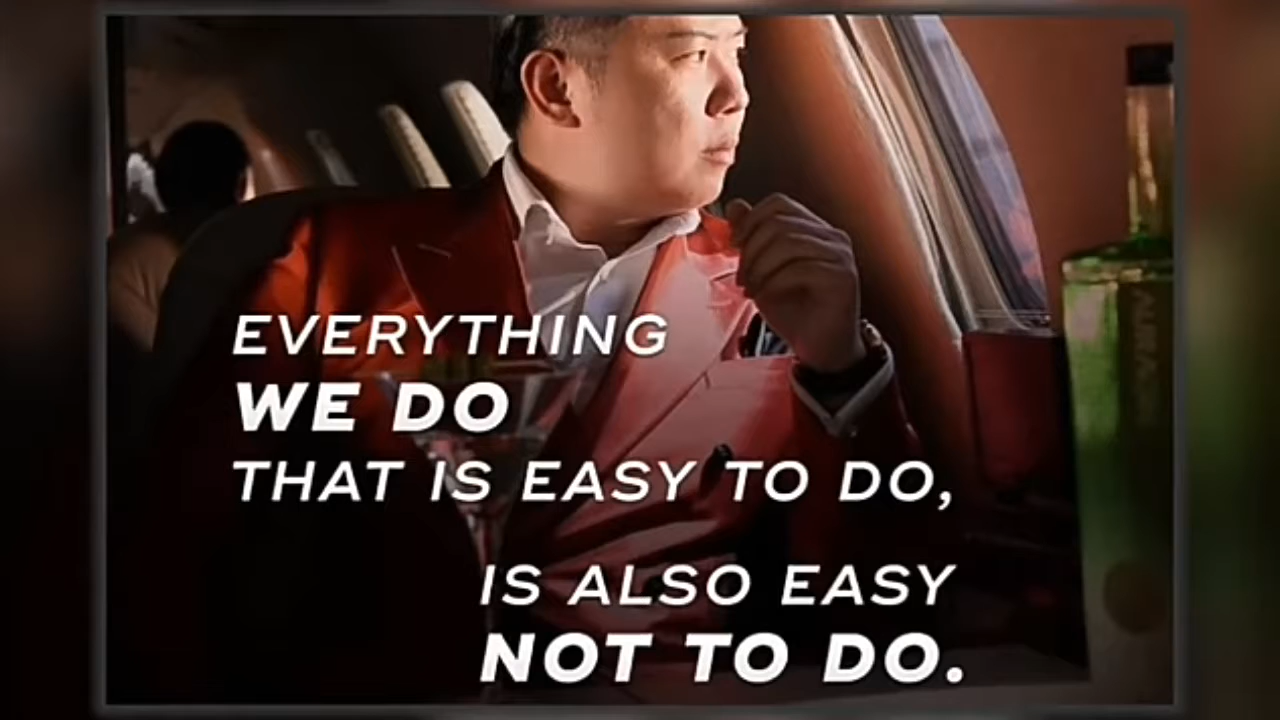 EVERYTHING
WE DO
THAT IS EASY TO DO,
IS ALSO EASY
NOT TO DO.